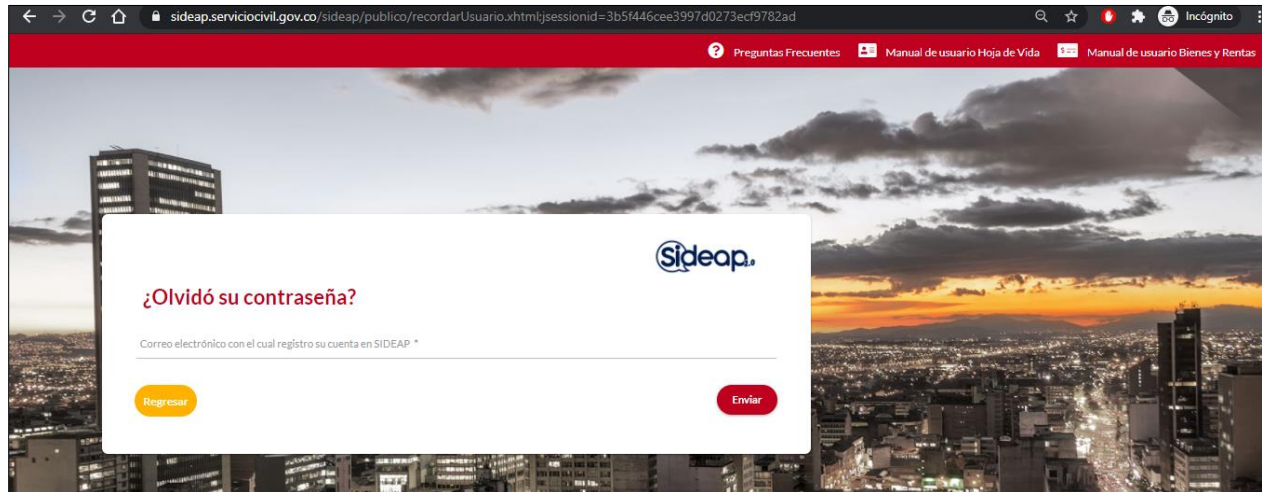 sideap.serviciocivil.gov.co/sideap/publico/recordarUsuario.xhtml;jsessionid=3b5f446cee3997d0273ecf9782ad
Incógnito
Preguntas Frecuentes
Manual de usuario Hoja de Vida
Manual de usuario Bienes y Rentas
Sideap2.0
¿Olvidó su contraseña?
Correo electrónico con el cual registro su cuenta en SIDEAP *
Regresar
Enviar